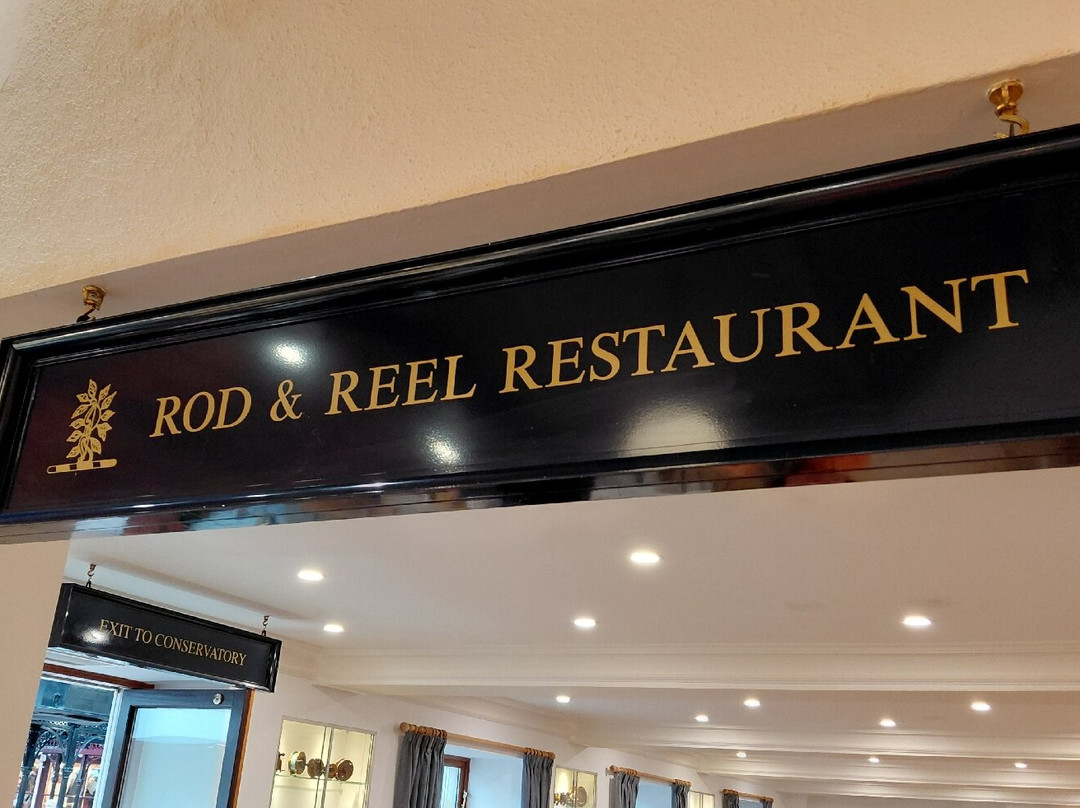 ROD & REEL RESTAURANT
EXIT TO CONSERVATORY